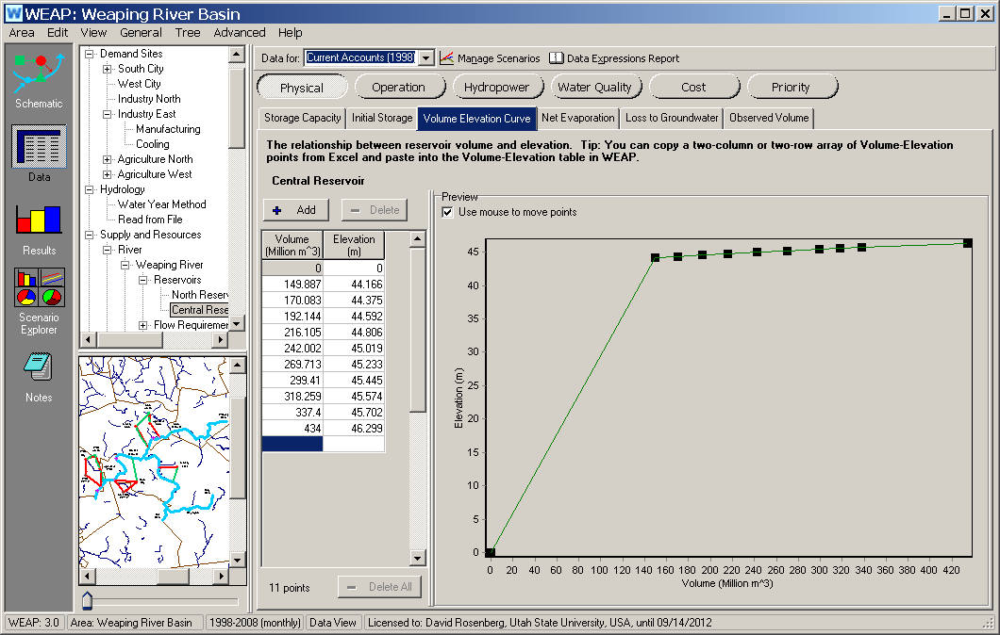 WEAP: Weaping River Basin
Area Edit View General Tree Advanced Help
Schematic
Data
Results
Scenario
Explorer
Notes
Demand Sites
South City
West City
Industry North
Industry East
Manufacturing
Cooling
Agriculture North
Agriculture West
Hydrology
Water Year Method
Read from File
Supply and Resources
River
Weaping River
Reservoirs
North Reserv
Central Rese
Flow Requiremer
Data for: Current Accounts (1998) Manage Scenarios Data Expressions Report
Physical Operation Hydropower Water Quality Cost Priority
Storage Capacity Initial Storage Volume Elevation Curve Net Evaporation Loss to Groundwater Observed Volume
The relationship between reservoir volume and elevation. Tip: You can copy a two-column or two-row array of Volume-Elevation
points from Excel and paste into the Volume-Elevation table in WEAP.
Central Reservoir
Add Delete
Volume Elevation
(Million m^3) (m)
0 0
149.887 44.166
170.083 44.375
192.144 44.592
216.105 44.806
242.002 45.019
269.713 45.233
299.41 45.445
318.259 45.574
337.4 45.702
434 46.299
11 points Delete All
Preview
Use mouse to move points
45
40
35
30
25
20
15
10
5
0
Elevation (m)
0 20 40 60 80 100 120 140 160 180 200 220 240 260 280 300 320 340 360 380 400 420
Volume (Million m^3)
WEAP: 3.0 Area: Weaping River Basin 1998-2008 (monthly) Data View Licensed to: David Rosenberg, Utah State University, USA, until 09/14/2012